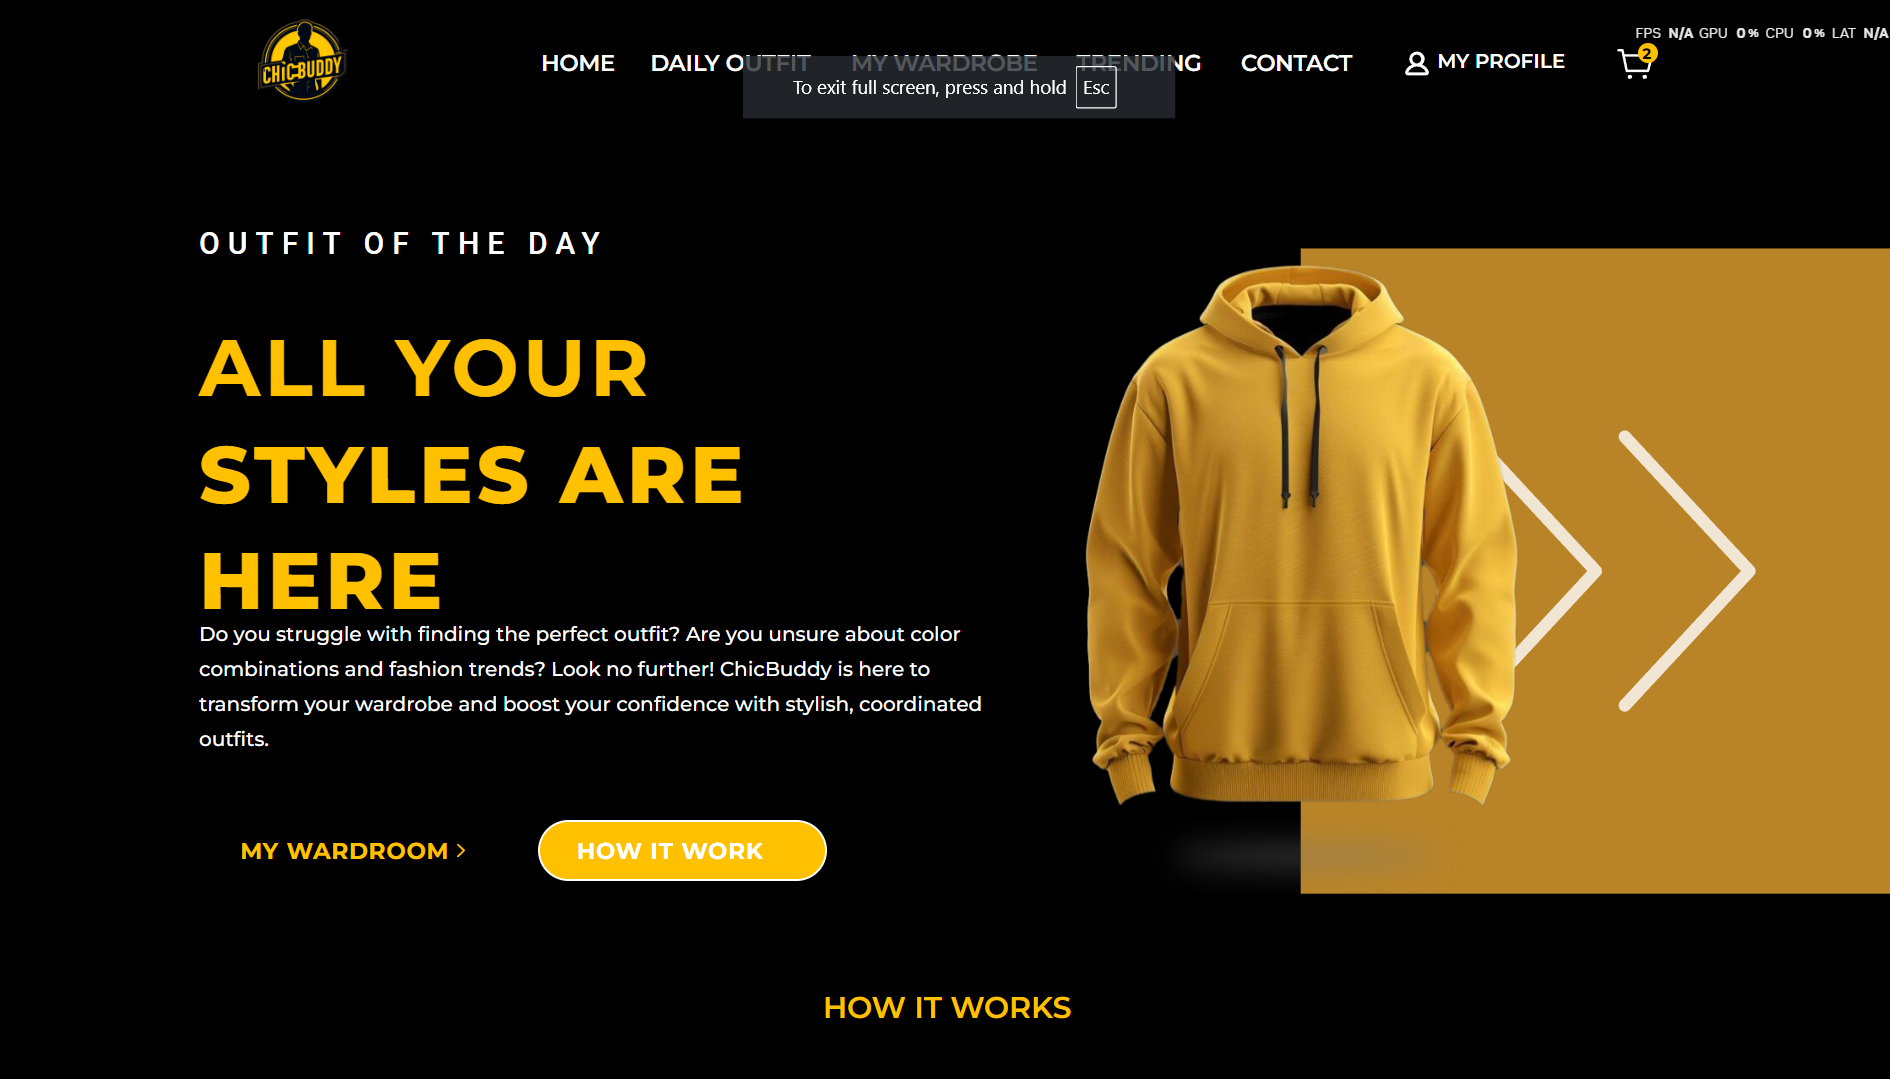 FPS N/A GPU 0% CPU 0% LAT N/A
CHICBUDDY
HOME DAILY OUTFIT MY WARDROBE TRENDING CONTACT MY PROFILE 2
To exit full screen, press and hold Esc
OUTFIT OF THE DAY
ALL YOUR
STYLES ARE
HERE
Do you struggle with finding the perfect outfit? Are you unsure about color
combinations and fashion trends? Look no further! ChicBuddy is here to
transform your wardrobe and boost your confidence with stylish, coordinated
outfits.
MY WARDROOM >
HOW IT WORK
HOW IT WORKS